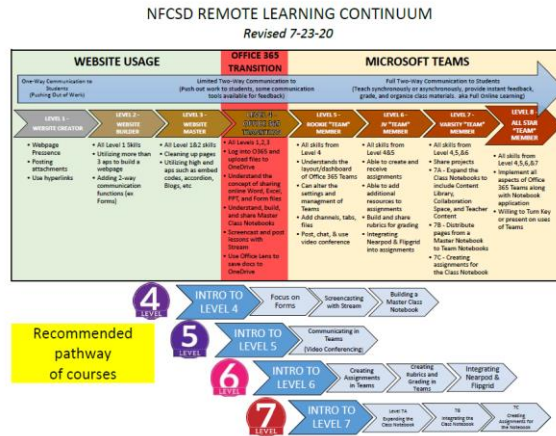 NFCSD REMOTE LEARNING CONTINUUM
Revised 7-23-20
WEBSITE USAGE
OFFICE 365
TRANSITION
MICROSOFT TEAMS
One-Way Communication to
Students
(Pushing Out of Work)
Limited Two-Way Communication to
(Push out work to students, some communication
tools available for feedback)
Full Two-Way Communication to Students
(Teach synchronously or asynchronously, provide instant feedback,
grade, and organize class materials. aka Full Online Learning)
LEVEL 1 -
WEBSITE CREATOR
LEVEL 2 -
WEBSITE
BUILDER
LEVEL 3 -
WEBSITE
MASTER
LEVEL 4 -
OFFICE 365
TRANSITION
LEVEL 5 -
ROOKIE "TEAM"
MEMBER
LEVEL 6 -
JV "TEAM"
MEMBER
LEVEL 7 -
VARSITY "TEAM"
MEMBER
LEVEL 8
ALL STAR
"TEAM"
MEMBER
• Webpage
Presence
• Posting
attachments
• Use hyperlinks
• All Level 1 Skills
• Utilizing more than
3 aps to build a
webpage
• Adding 2-way
communication
functions (ex
Forms)
• All Level 1&2 skills
• Cleaning up pages
• Utilizing high end
aps such as embed
codes, accordion,
Blogs, etc
• All Levels 1,2,3
• Log into O365 and
upload files to
OneDrive
• Understand the
concept of sharing
online Word, Excel,
PPT, and Form files
• Understand, build,
and share Master
Class Notebooks
• Screencast and post
lessons with
Stream
• Use Office Lens to
save docs to
OneDrive
• All skills from
Level 4
• Understands the
layout/dashboard
of Office 365 Teams
• Can alter the
settings and
managment of
Teams
• Add channels, tabs,
files
• Post, chat, & use
video conference
• All skills from
Level 4&5
• Able to create and
receive
assignments
• Able to add
additional
resources to
assignments
• Build and share
rubrics for grading
• Integrating
Nearpod & Flipgrid
into assignments
• All skills from
Level 4,5,&6
• Share projects
• 7A - Expand the
Class Notebooks to
include Content
Library,
Collaboration
Space, and Teacher
Content
• 7B - Distribute
pages from a
Master Notebook
to Team Notebooks
• 7C - Creating
assignments for
the Class Notebook
• All skills from
Level 4,5,6,&7
• Implement all
aspects of Office
365 Teams along
with Notebook
application
• Willing to Turn Key
or present on uses
of Teams
Recommended
pathway
of courses
4
LEVEL
INTRO TO
LEVEL 4
Focus on
Forms
Screencasting
with Stream
Building a
Master Class
Notebook
5
LEVEL
INTRO TO
LEVEL 5
Communicating in
Teams
(Video Conferencing)
6
LEVEL
INTRO TO
LEVEL 6
Creating
Assignments
in Teams
Creating
Rubrics and
Grading in
Teams
Integrating
Nearpod &
Flipgrid
7
LEVEL
INTRO TO
LEVEL 7
Level 7A
Expanding the
Class Notebook
7B
Integrating the
Class Notebook
7C
Creating
Assignments for
the Notebook